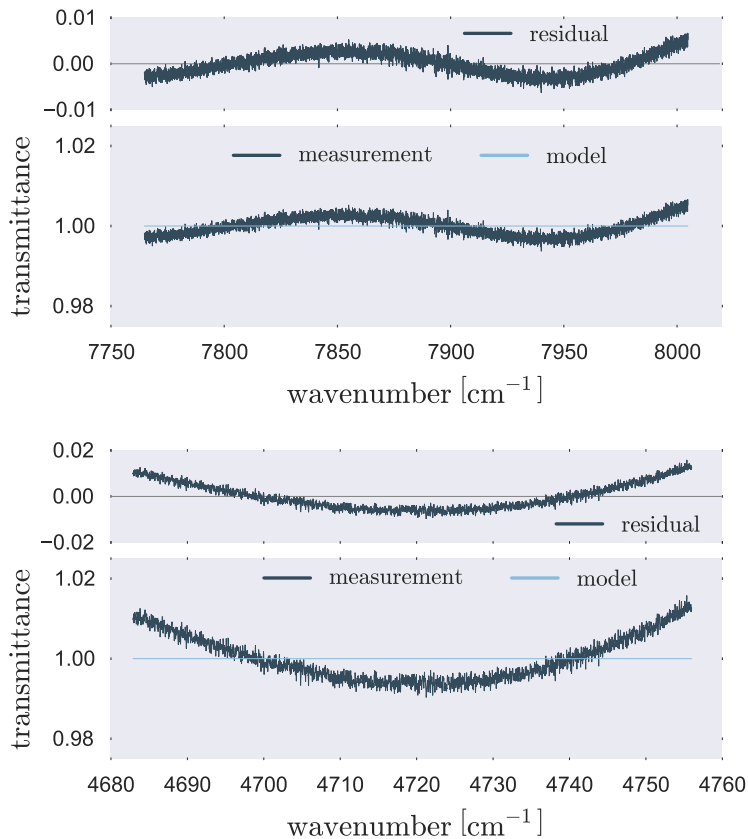 0.01
residual
0.00
−0.01
1.02
measurement model
1.00
0.98
transmittance
7750 7800 7850 7900 7950 8000
wavenumber [cm⁻¹]
0.02
0.00
residual
−0.02
1.02
measurement model
1.00
0.98
transmittance
4680 4690 4700 4710 4720 4730 4740 4750 4760
wavenumber [cm⁻¹]